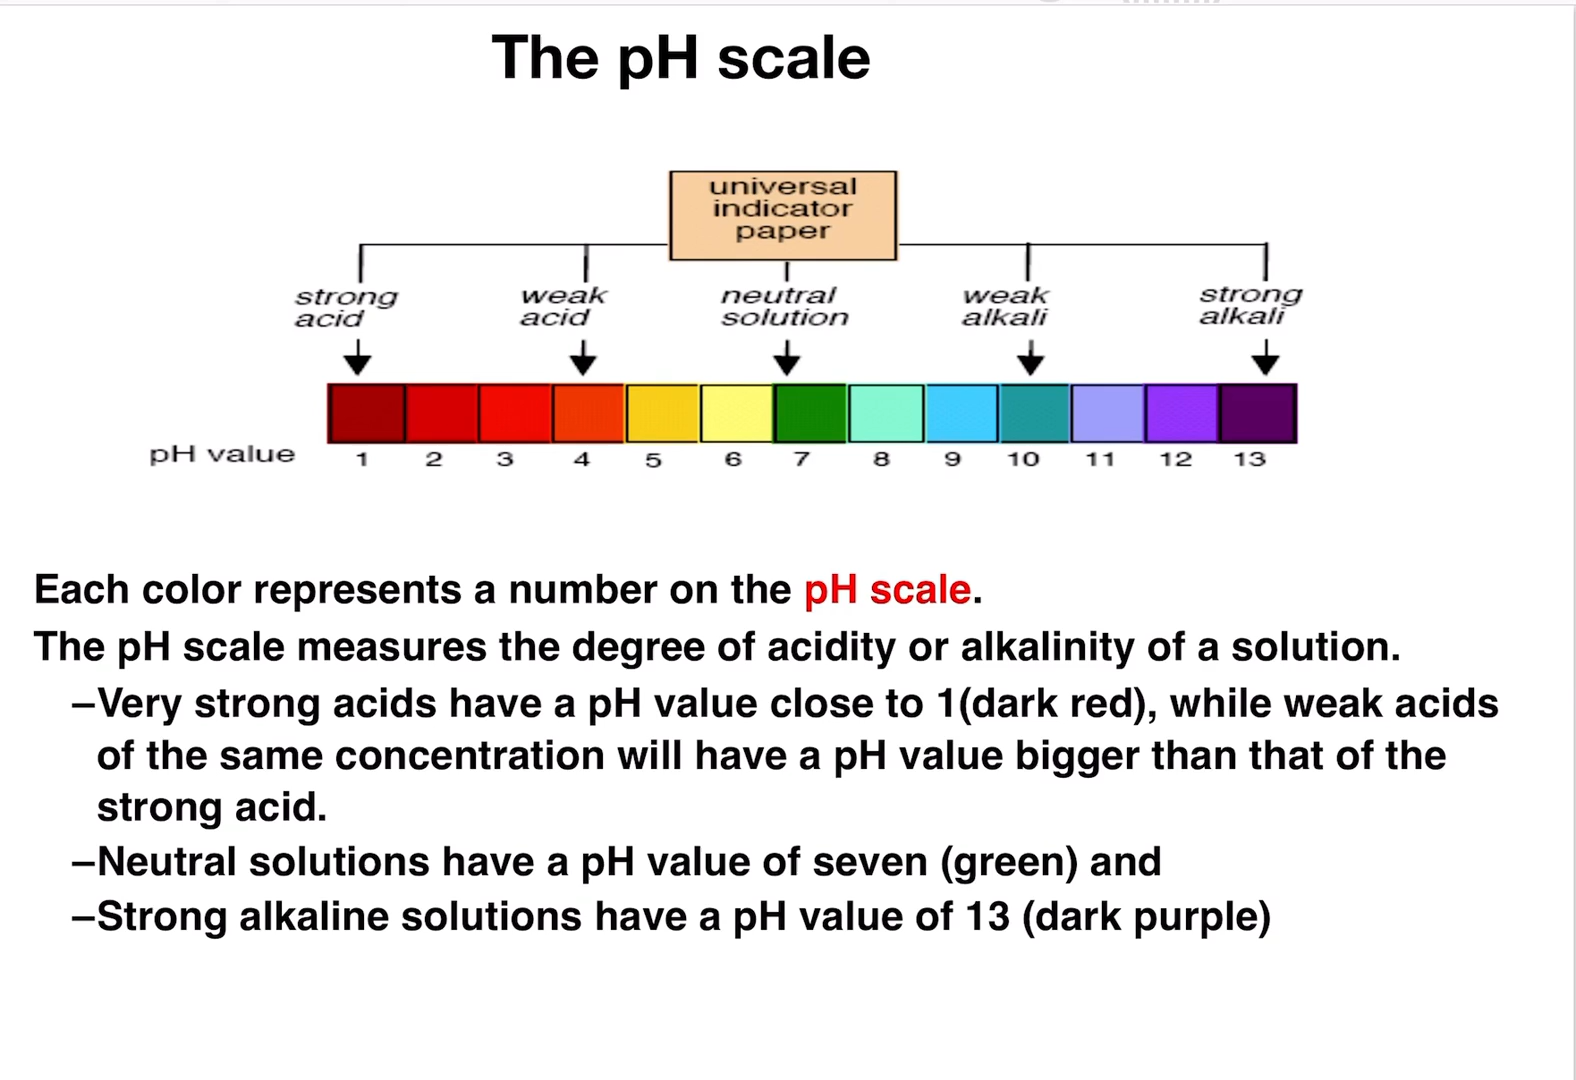 The pH scale
universal
indicator
paper
strong
acid
weak
acid
neutral
solution
weak
alkali
strong
alkali
pH value 1 2 3 4 5 6 7 8 9 10 11 12 13
Each color represents a number on the pH scale.
The pH scale measures the degree of acidity or alkalinity of a solution.
–Very strong acids have a pH value close to 1(dark red), while weak acids
of the same concentration will have a pH value bigger than that of the
strong acid.
–Neutral solutions have a pH value of seven (green) and
–Strong alkaline solutions have a pH value of 13 (dark purple)